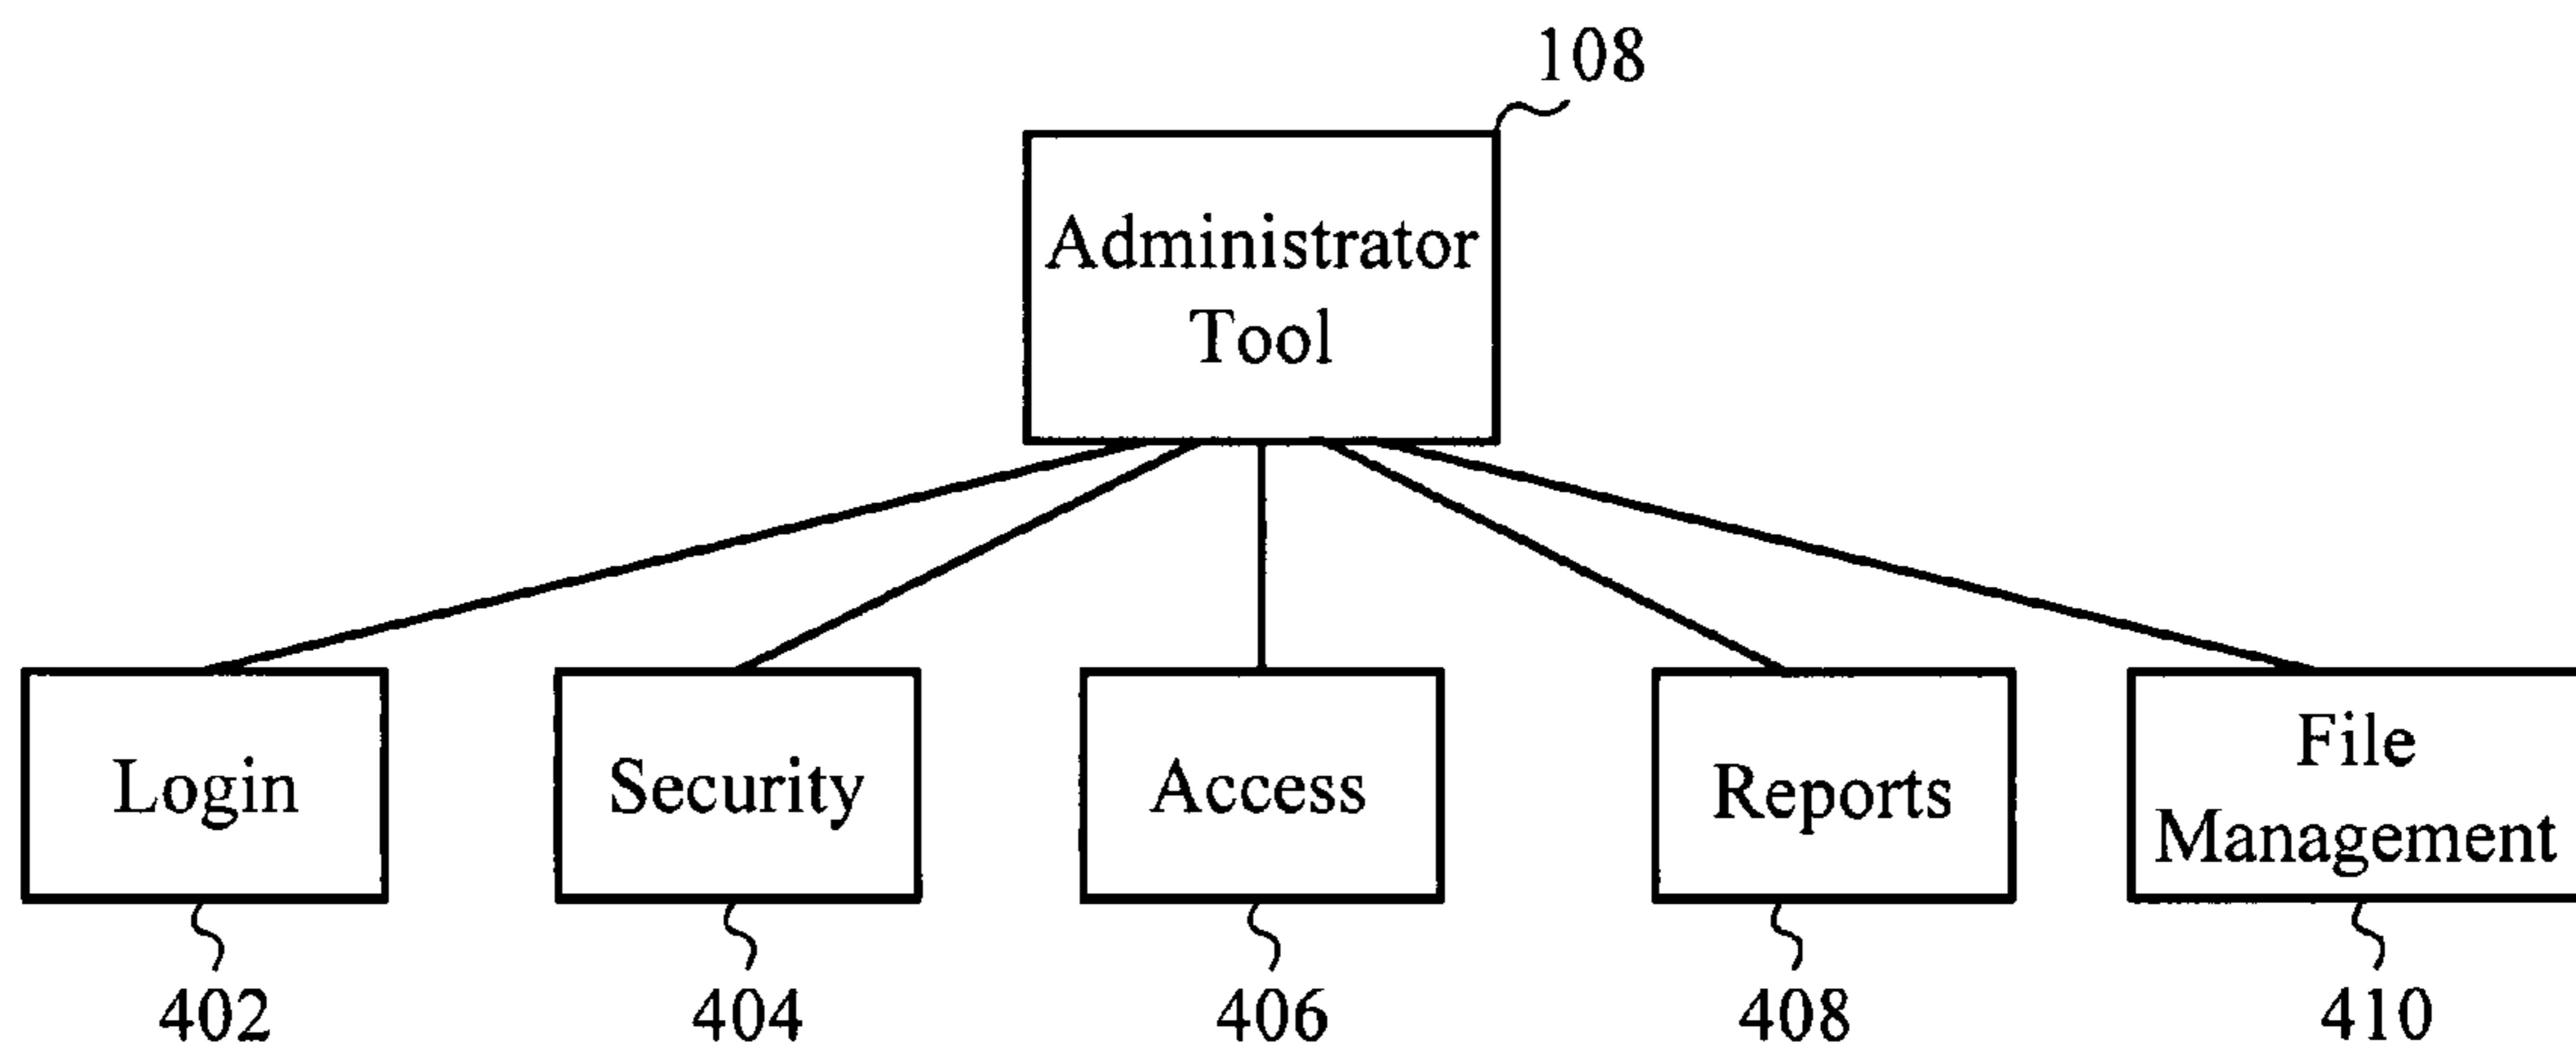 108
Administrator
Tool
Login
Security
Access
Reports
File
Management
402
404
406
408
410